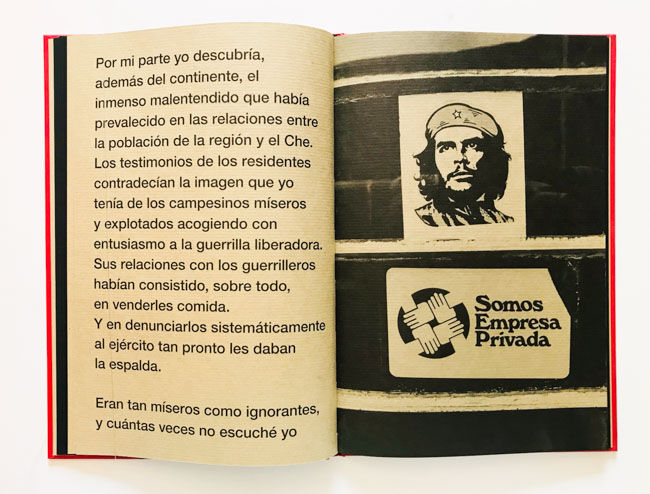 Por mi parte yo descubría,
además del continente, el
inmenso malentendido que había
prevalecido en las relaciones entre
la población de la región y el Che.
Los testimonios de los residentes
contradecían la imagen que yo
tenía de los campesinos míseros
y explotados acogiendo con
entusiasmo a la guerrilla liberadora.
Sus relaciones con los guerrilleros
habían consistido, sobre todo,
en venderles comida.
Y en denunciarlos sistemáticamente
al ejército tan pronto les daban
la espalda.
Eran tan míseros como ignorantes,
y cuántas veces no escuché yo
Somos
Empresa
Privada